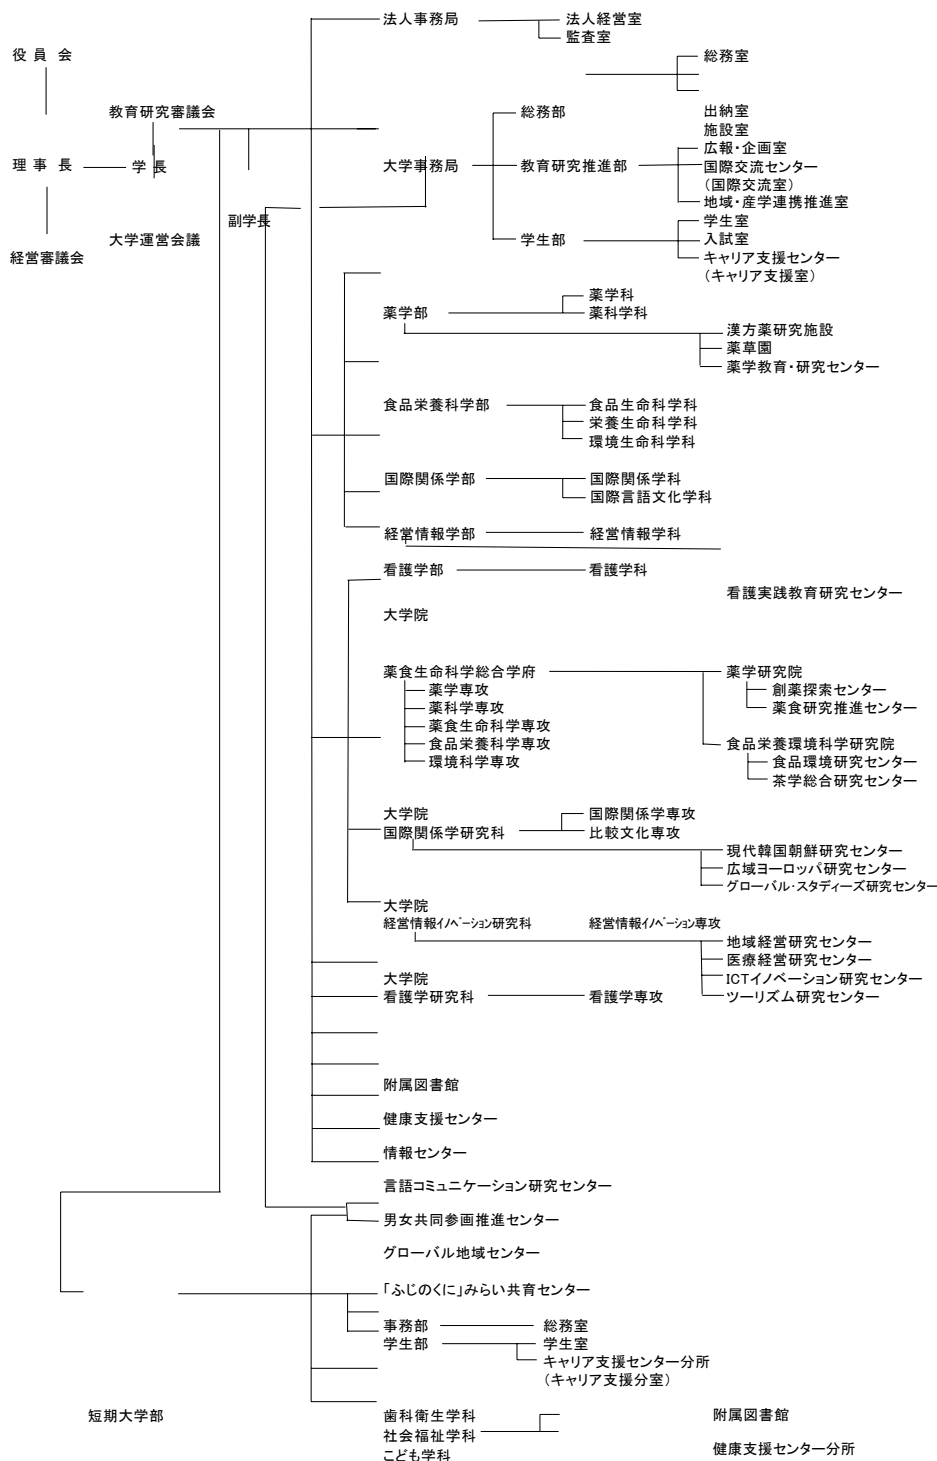 法人事務局
法人経営室
監査室
役員会
総務室
教育研究審議会
総務部
出納室
施設室
広報・企画室
理事長
学長
大学事務局
教育研究推進部
国際交流センター
(国際交流室)
地域・産学連携推進室
副学長
学生室
大学運営会議
学生部
入試室
経営審議会
キャリア支援センター
(キャリア支援室)
薬学科
薬学部
薬科学科
漢方薬研究施設
薬草園
薬学教育・研究センター
食品栄養科学部
食品生命科学科
栄養生命科学科
環境生命科学科
国際関係学部
国際関係学科
国際言語文化学科
経営情報学部
経営情報学科
看護学部
看護学科
看護実践教育研究センター
大学院
薬食生命科学総合学府
薬学研究院
薬学専攻
創薬探索センター
薬科学専攻
薬食研究推進センター
薬食生命科学専攻
食品栄養科学専攻
食品栄養環境科学研究院
環境科学専攻
食品環境研究センター
茶学総合研究センター
大学院
国際関係学専攻
国際関係学研究科
比較文化専攻
現代韓国朝鮮研究センター
広域ヨーロッパ研究センター
グローバル・スタディーズ研究センター
大学院
経営情報イノベーション研究科
経営情報イノベーション専攻
地域経営研究センター
医療経営研究センター
大学院
ICTイノベーション研究センター
看護学研究科
看護学専攻
ツーリズム研究センター
附属図書館
健康支援センター
情報センター
言語コミュニケーション研究センター
男女共同参画推進センター
グローバル地域センター
「ふじのくに」みらい共育センター
事務部
総務室
学生部
学生室
キャリア支援センター分所
(キャリア支援分室)
短期大学部
歯科衛生学科
附属図書館
社会福祉学科
こども学科
健康支援センター分所